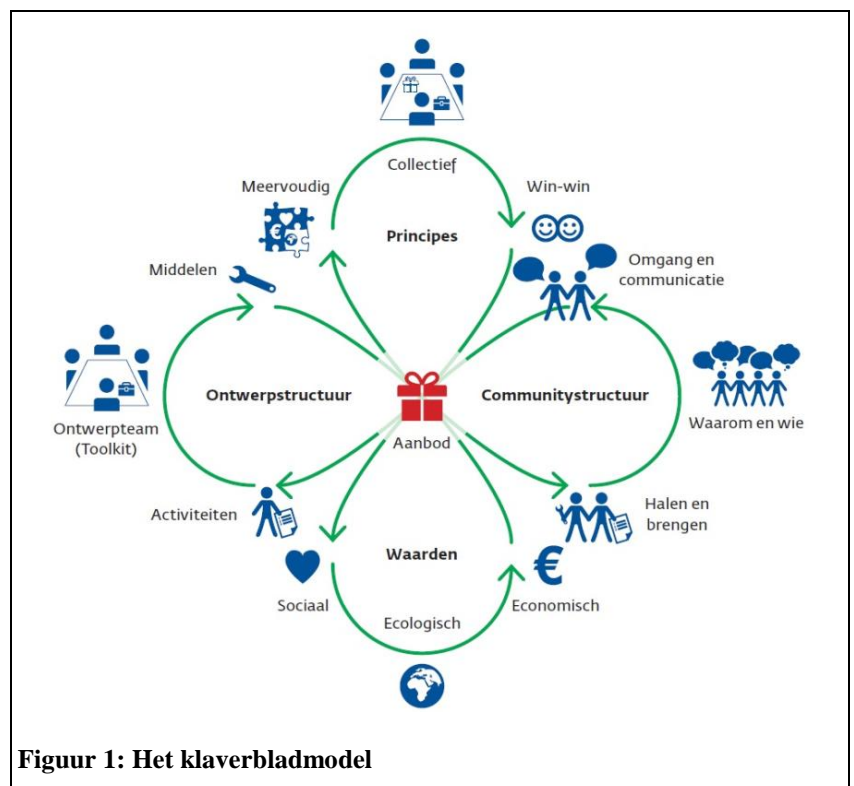 Collectief
Meervoudig
Win-win
Principes
Middelen
Omgang en
communicatie
Ontwerpstructuur
Communitystructuur
Ontwerpteam
(Toolkit)
Waarom en wie
Aanbod
Activiteiten
Halen en
brengen
Waarden
€
Sociaal
Economisch
Ecologisch
Figuur 1: Het klaverbladmodel